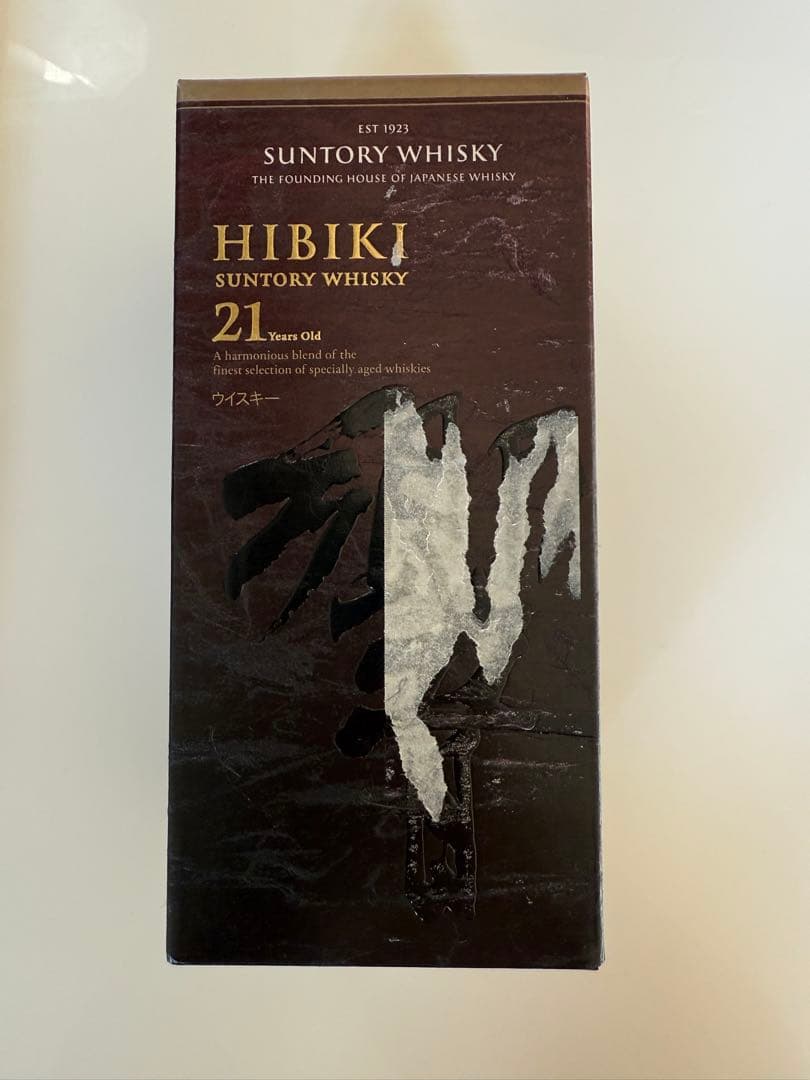 EST 1923
SUNTORY WHISKY
THE FOUNDING HOUSE OF JAPANESE WHISKY
HIBIKI
SUNTORY WHISKY
21 Years Old
A harmonious blend of the
finest selection of specially aged whiskies
ウイスキー
響